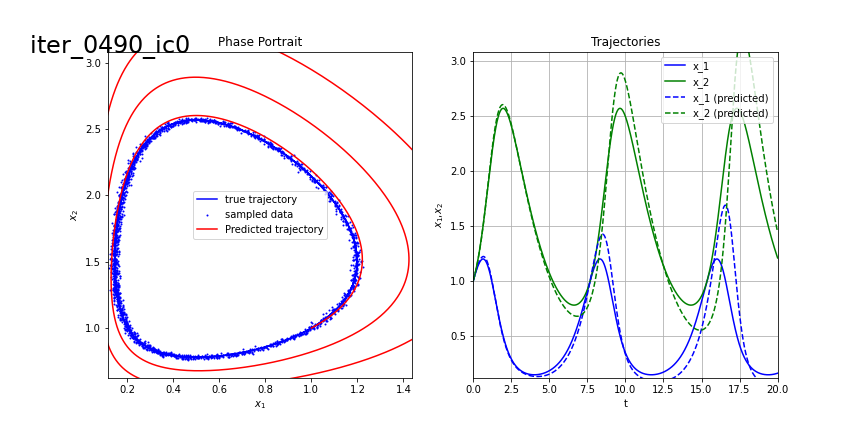 iter_0490_ic0
Phase Portrait
x_2
3.0
2.5
2.0
1.5
1.0
true trajectory
sampled data
Predicted trajectory
0.2 0.4 0.6 0.8 1.0 1.2 1.4
x_1
Trajectories
x_1,x_2
3.0
2.5
2.0
1.5
1.0
0.5
x_1
x_2
x_1 (predicted)
x_2 (predicted)
0.0 2.5 5.0 7.5 10.0 12.5 15.0 17.5 20.0
t